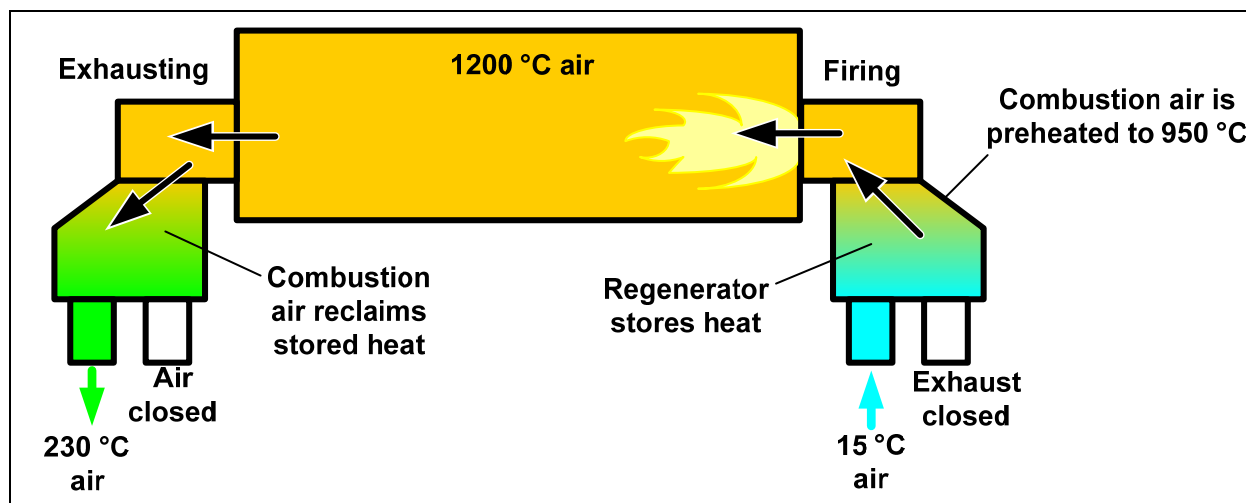 Exhausting
1200 °C air
Firing
Combustion air is
preheated to 950 °C
Combustion
air reclaims
stored heat
Regenerator
stores heat
Air
closed
Exhaust
closed
230 °C
air
15 °C
air